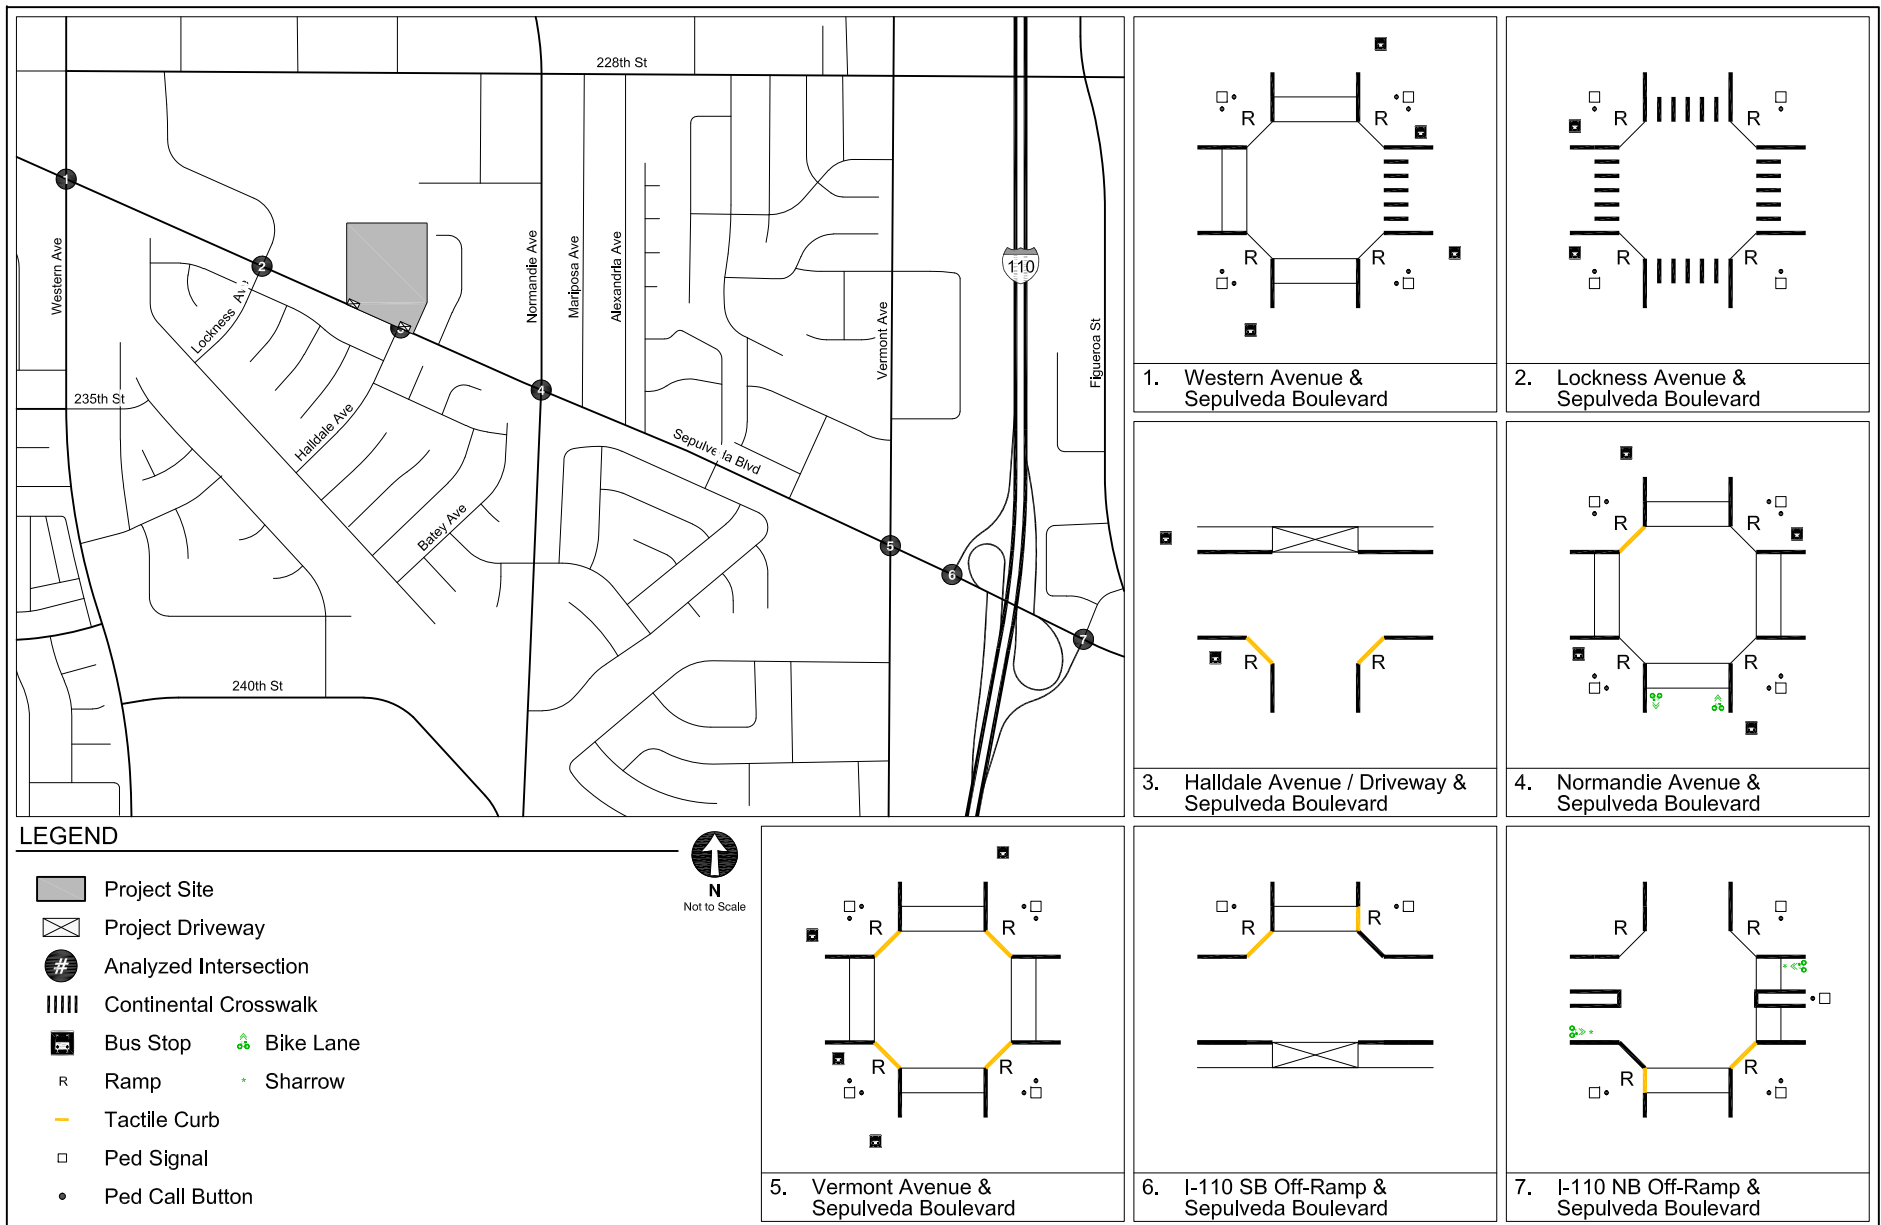 228th St
Western Ave
Lockness Ave
235th St
Halldale Ave
Batey Ave
240th St
Normandie Ave
Mariposa Ave
Alexandria Ave
Sepulveda Blvd
Vermont Ave
110
Figueroa St
1
2
3
4
5
6
7
R R
R R
1. Western Avenue &
Sepulveda Boulevard
R R
R R
2. Lockness Avenue &
Sepulveda Boulevard
R R
3. Halldale Avenue / Driveway &
Sepulveda Boulevard
R R
R R
4. Normandie Avenue &
Sepulveda Boulevard
LEGEND
Project Site
Project Driveway
# Analyzed Intersection
Continental Crosswalk
Bus Stop Bike Lane
R Ramp * Sharrow
Tactile Curb
Ped Signal
Ped Call Button
N
Not to Scale
R R
R R
5. Vermont Avenue &
Sepulveda Boulevard
R R
6. I-110 SB Off-Ramp &
Sepulveda Boulevard
R R
R R
7. I-110 NB Off-Ramp &
Sepulveda Boulevard